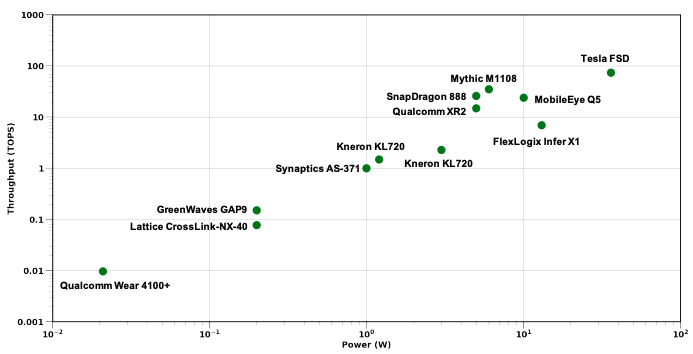 1000
100
10
1
0.1
0.01
0.001
Throughput (TOPS)
Tesla FSD
Mythic M1108
SnapDragon 888
MobileEye Q5
Qualcomm XR2
FlexLogix Infer X1
Kneron KL720
Kneron KL720
Synaptics AS-371
GreenWaves GAP9
Lattice CrossLink-NX-40
Qualcomm Wear 4100+
10⁻² 10⁻¹ 10⁰ 10¹ 10²
Power (W)